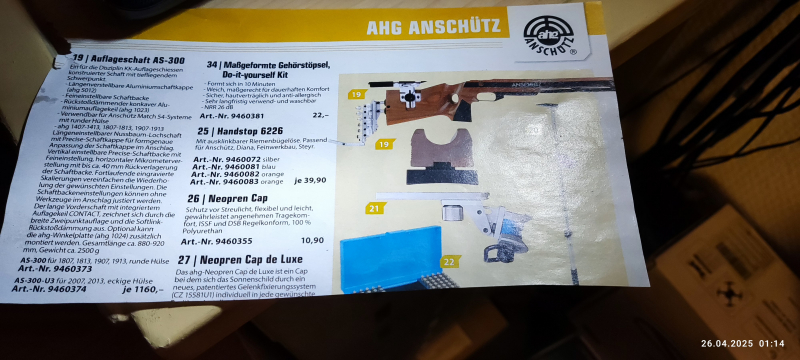 AHG ANSCHÜTZ
ahg
ANSCHÜTZ
®
19 | Auflageschaft AS-300
Ein für die Disziplin KK-Auflageschiessen
konstruierter Schaft mit tiefliegendem
Schwerpunkt.
- Längenverstellbare Aluminiumschaftkappe
(ahg 5012)
- Feineinstellbare Schaftbacke
- Rückstoßdämmender konkaver Alu-
miniumauflagekeil (ahg 1023)
- Verwendbar für Anschütz Match 54-Systeme
mit runder Hülse
- ahg 1407-1413, 1807-1813, 1907-1913
Längeneinstellbarer Nussbaum-Lochschaft
mit Precise-Schaftkappe für formgenaue
Anpassung der Schaftkappe im Anschlag.
Vertikal einstellbare Precise-Schaftbacke mit
Feineinstellung, horizontaler Mikrometerver-
stellung mit bis ca. 40 mm Rückverlagerung
der Schaftbacke. Fortlaufende eingravierte
Skalierungen vereinfachen die Wiederho-
lung der gewünschten Einstellungen. Die
Schaftbackeneinstellungen können ohne
Werkzeuge im Anschlag justiert werden.
Der lange Vorderschaft mit integriertem
Auflagekeil CONTACT, zeichnet sich durch die
breite Zweipunktauflage und die Softlink-
Rückstoßdämmung aus. Optional kann
die ahg-Winkelplatte (ahg 1024) zusätzlich
montiert werden. Gesamtlänge ca. 880-920
mm, Gewicht ca. 2500 g
AS-300 für 1807, 1813, 1907, 1913, runde Hülse
Art.-Nr. 9460373
AS-300-U3 für 2007, 2013, eckige Hülse
Art.-Nr. 9460374 je 1160,–
34 | Maßgeformte Gehörstöpsel,
Do-it-yourself Kit
- Formt sich in 10 Minuten
- Weich, maßgerecht für dauerhaften Komfort
- Sicher, hautverträglich und anti-allergisch
- Sehr langfristig verwend- und waschbar
- NRR 26 dB
Art.-Nr. 9460381 22,–
25 | Handstop 6226
Mit ausklinkbarer Riemenbügelöse. Passend
für Anschütz, Diana, Feinwerkbau, Steyr.
Art.-Nr. 9460072 silber
Art.-Nr. 9460081 blau
Art.-Nr. 9460082 orange
Art.-Nr. 9460083 orange je 39,90
26 | Neopren Cap
Schutz vor Streulicht, flexibel und leicht,
gewährleistet angenehmen Tragekom-
fort, ISSF und DSB Regelkonform, 100 %
Polyurethan
Art.-Nr. 9460355 10,90
27 | Neopren Cap de Luxe
Das ahg-Neopren Cap de Luxe ist ein Cap
bei dem sich das Sonnenschild durch ein
neues, patentiertes Gelenkfixierungssystem
(CZ 15581U1) individuell in jede gewünschte
19
ANSCHÜTZ
19
20
21
22
26.04.2025 01:14